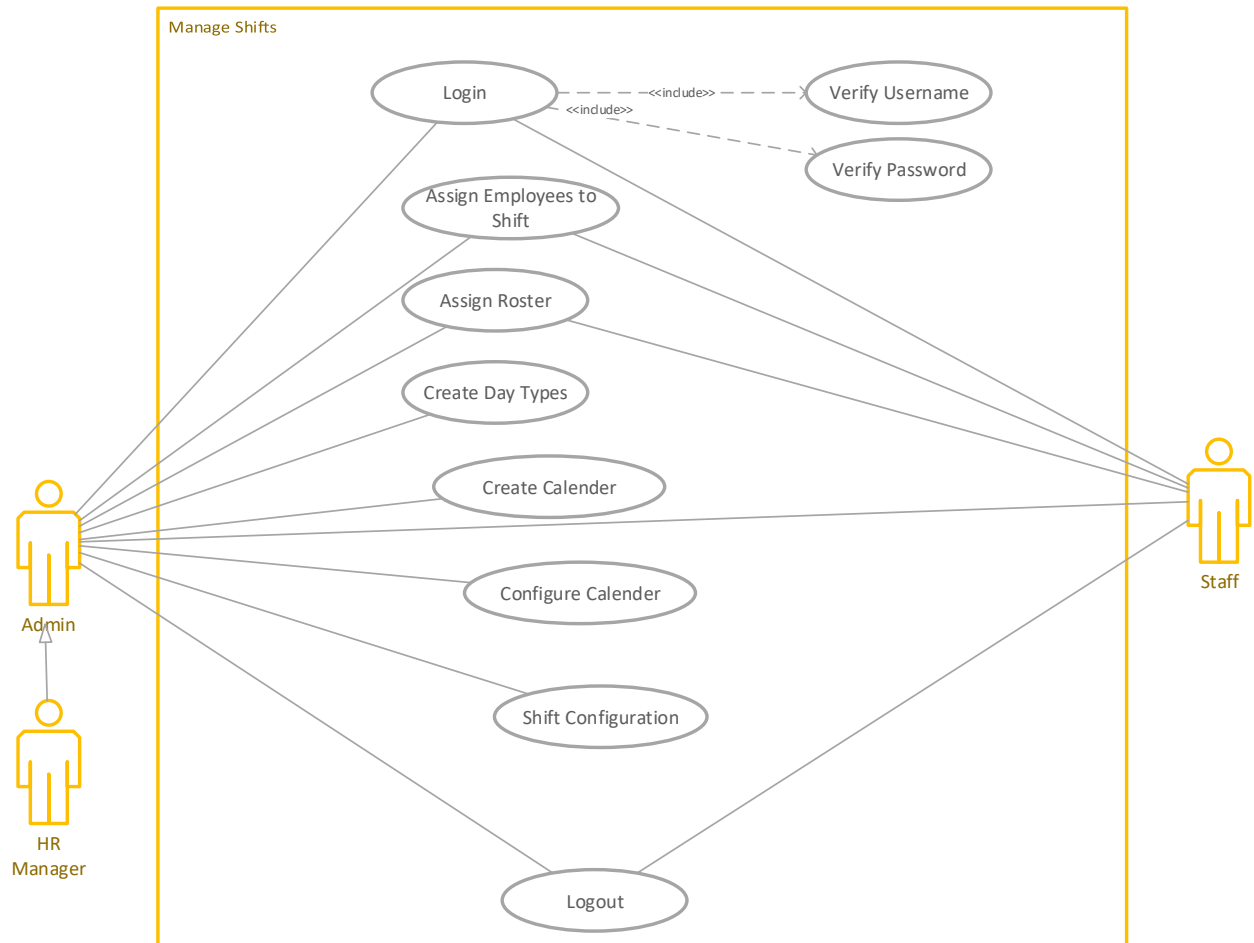 Manage Shifts
Login
<<include>>
Verify Username
<<include>>
Verify Password
Assign Employees to
Shift
Assign Roster
Create Day Types
Create Calender
Configure Calender
Shift Configuration
Logout
Admin
Staff
HR
Manager